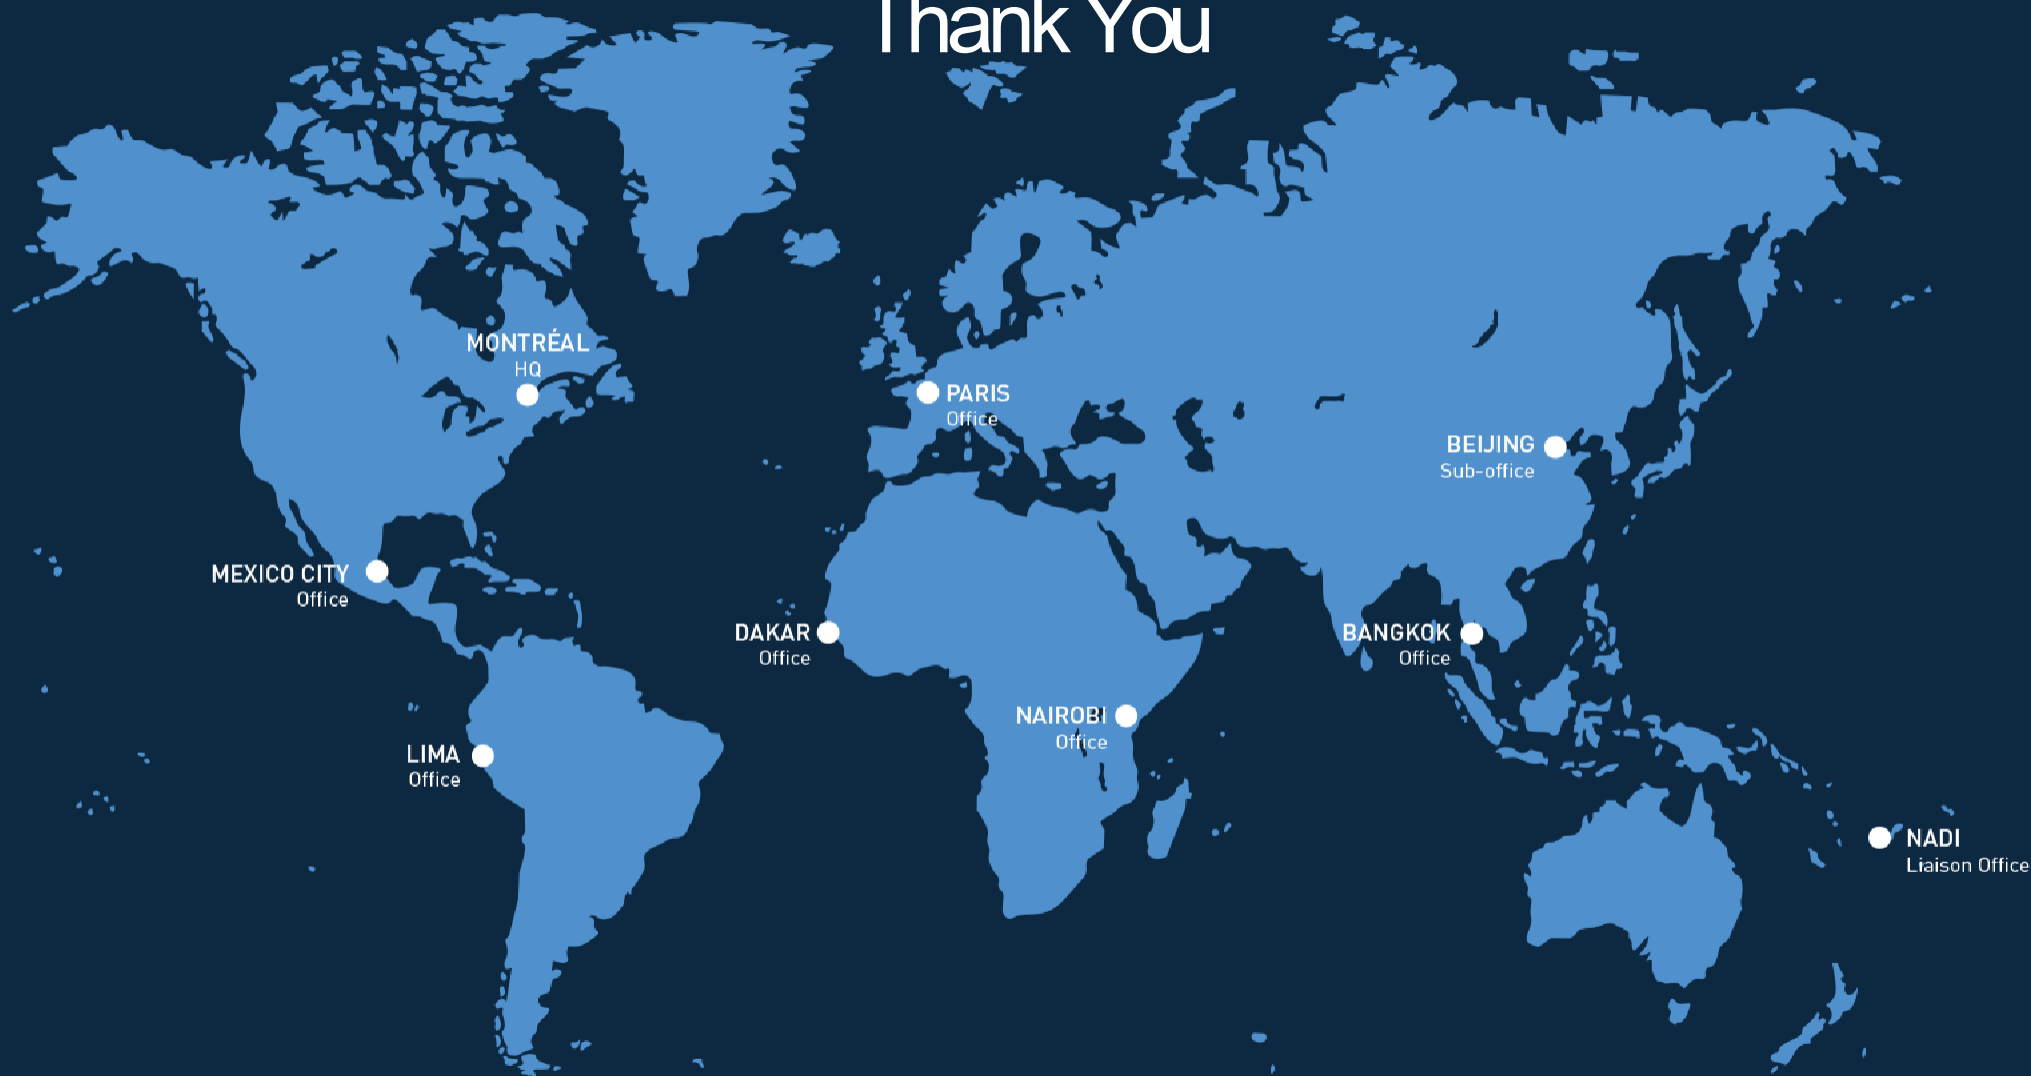 Thank You
MONTRÉAL
HQ
PARIS
Office
BEIJING
Sub-office
MEXICO CITY
Office
DAKAR
Office
BANGKOK
Office
NAIROBI
Office
LIMA
Office
NADI
Liaison Office